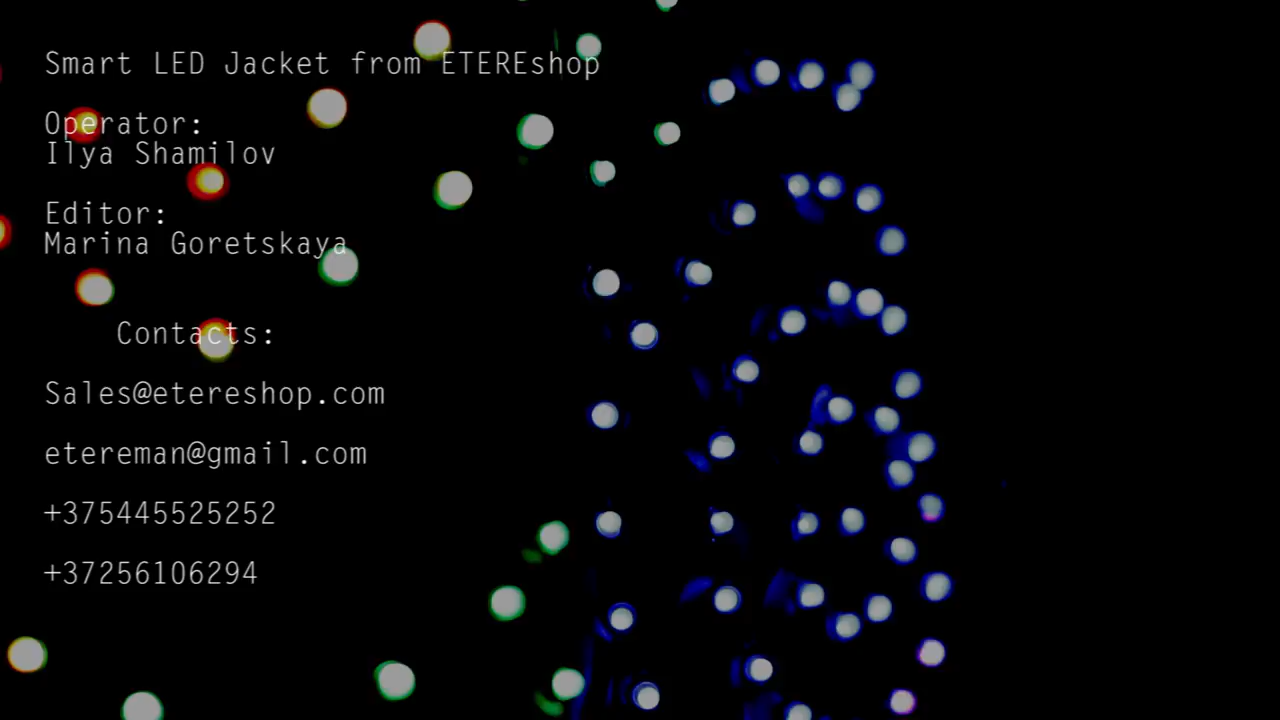 Smart LED Jacket from ETEREshop
Operator:
Ilya Shamilov
Editor:
Marina Goretskaya
Contacts:
Sales@etereshop.com
etereman@gmail.com
+375445525252
+37256106294